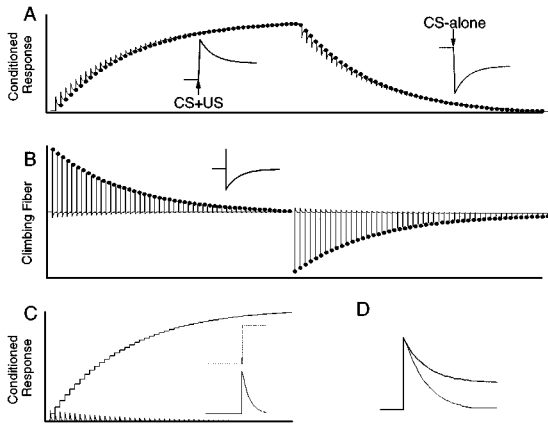 A
Conditioned
Response
CS+US
CS-alone
B
Climbing Fiber
C
Conditioned
Response
D